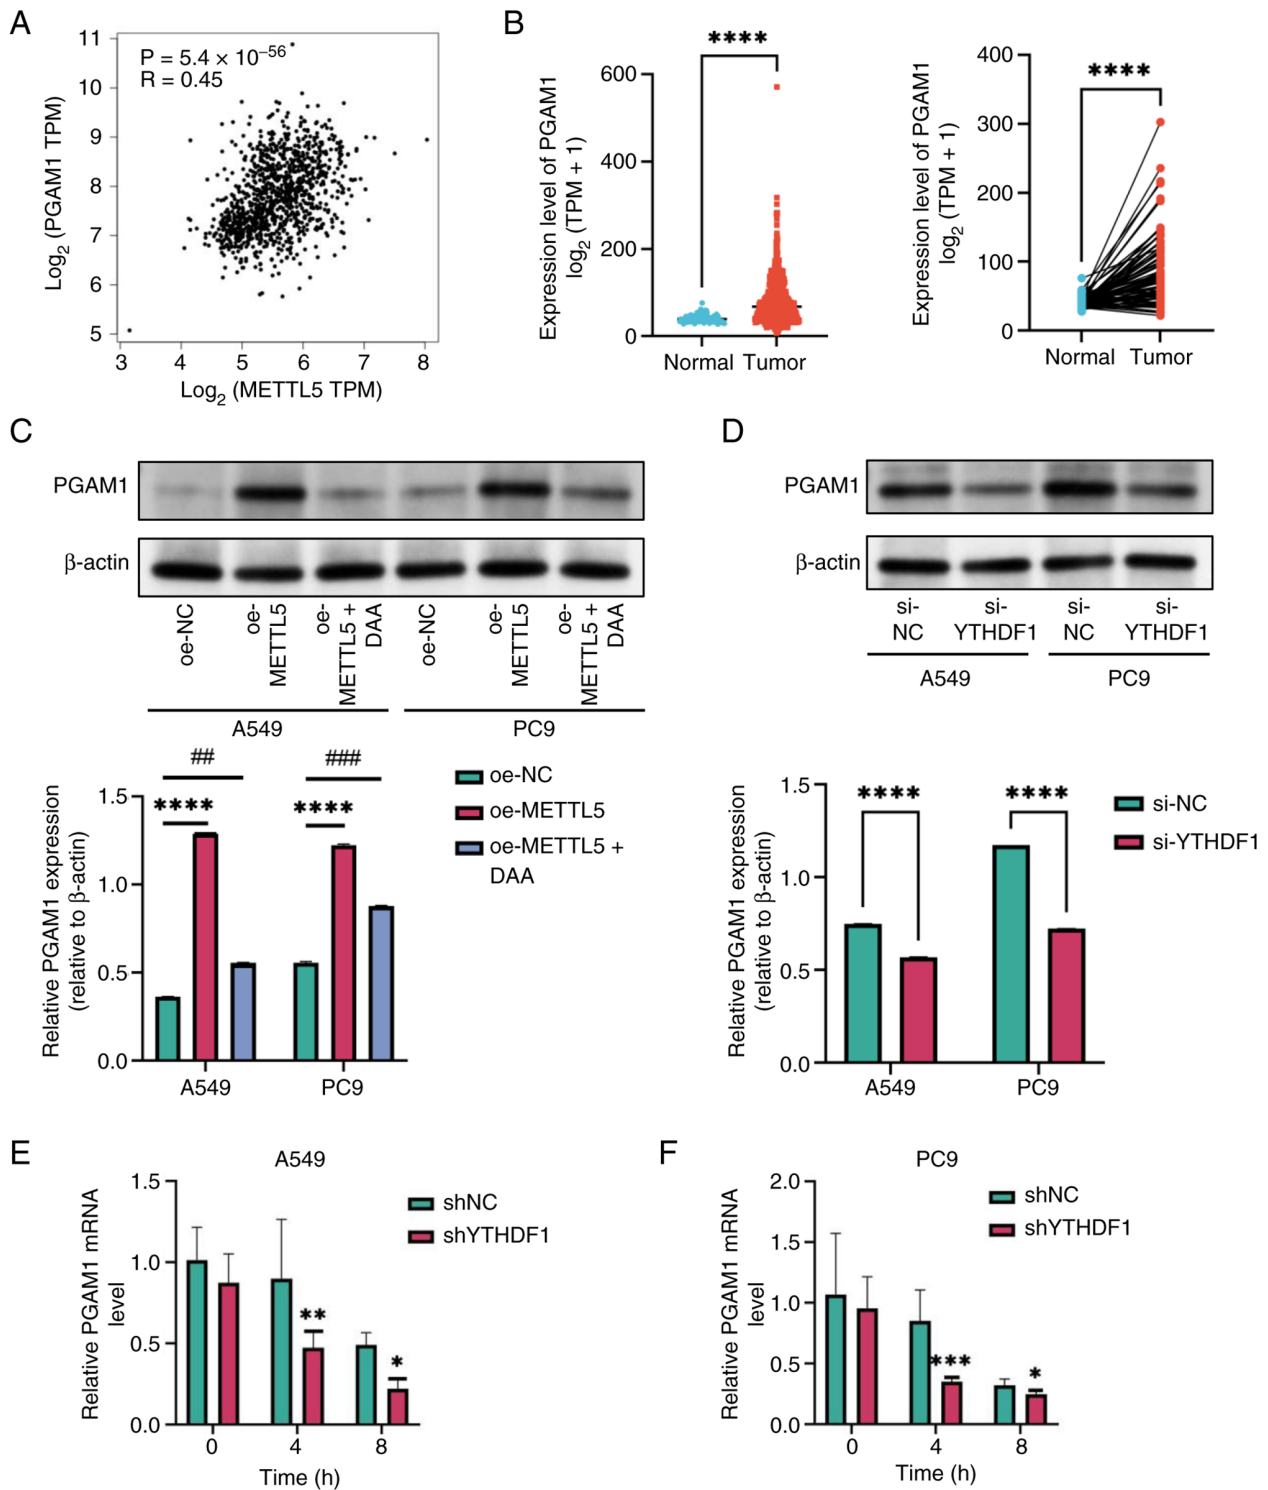 A
P = 5.4 × 10⁻⁵⁶
R = 0.45
Log₂ (PGAM1 TPM)
11
10
9
8
7
6
5
3
4
5
6
7
8
Log₂ (METTL5 TPM)
B
Expression level of PGAM1
log₂ (TPM + 1)
600
400
200
0
****
Normal
Tumor
Expression level of PGAM1
log₂ (TPM + 1)
400
300
200
100
0
****
Normal
Tumor
C
PGAM1
β-actin
oe-NC
oe-
METTL5
oe-
METTL5 +
DAA
oe-NC
oe-
METTL5
oe-
METTL5 +
DAA
A549
PC9
Relative PGAM1 expression
(relative to β-actin)
1.5
1.0
0.5
0.0
##
****
###
****
A549
PC9
oe-NC
oe-METTL5
oe-METTL5 +
DAA
D
PGAM1
β-actin
si-
NC
si-
YTHDF1
si-
NC
si-
YTHDF1
A549
PC9
Relative PGAM1 expression
(relative to β-actin)
1.5
1.0
0.5
0.0
****
****
A549
PC9
si-NC
si-YTHDF1
E
A549
Relative PGAM1 mRNA
level
1.5
1.0
0.5
0.0
**
*
0
4
8
Time (h)
shNC
shYTHDF1
F
PC9
Relative PGAM1 mRNA
level
2.0
1.5
1.0
0.5
0.0
***
*
0
4
8
Time (h)
shNC
shYTHDF1